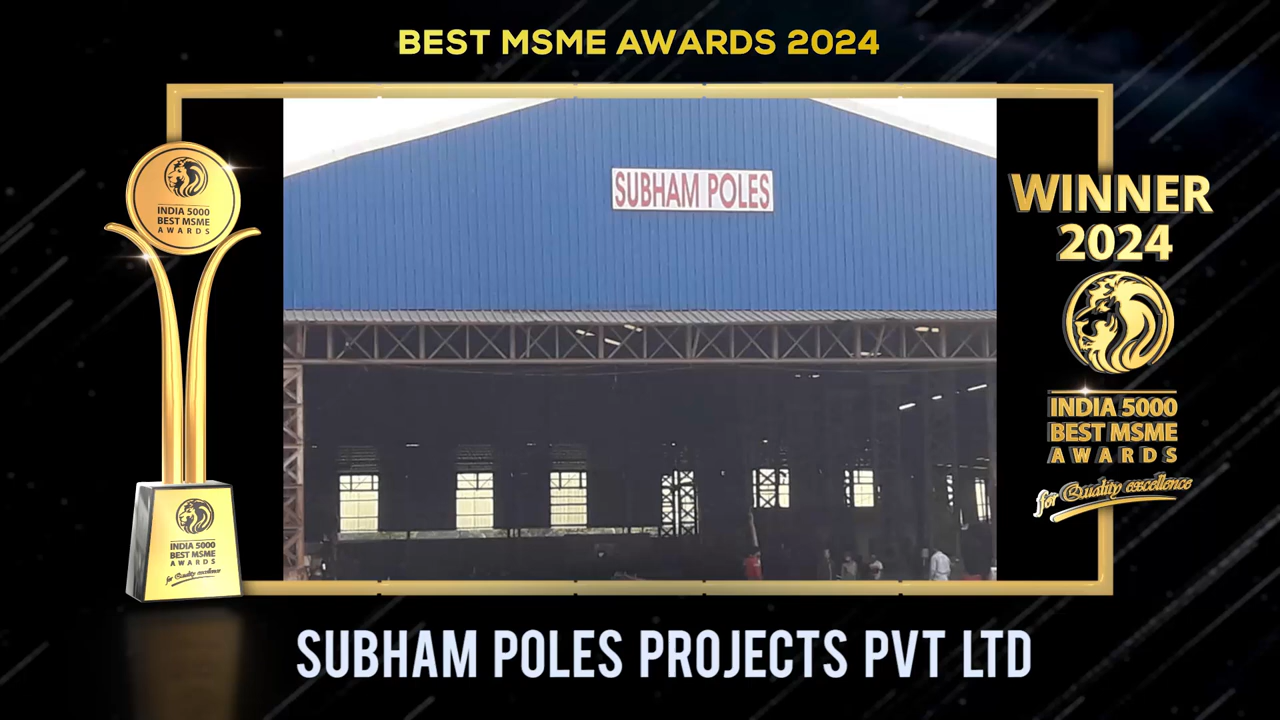 BEST MSME AWARDS 2024
INDIA 5000
BEST MSME
AWARDS
SUBHAM POLES
WINNER
2024
INDIA 5000
BEST MSME
AWARDS
for Quality excellence
INDIA 5000
BEST MSME
AWARDS
for Quality excellence
SUBHAM POLES PROJECTS PVT LTD